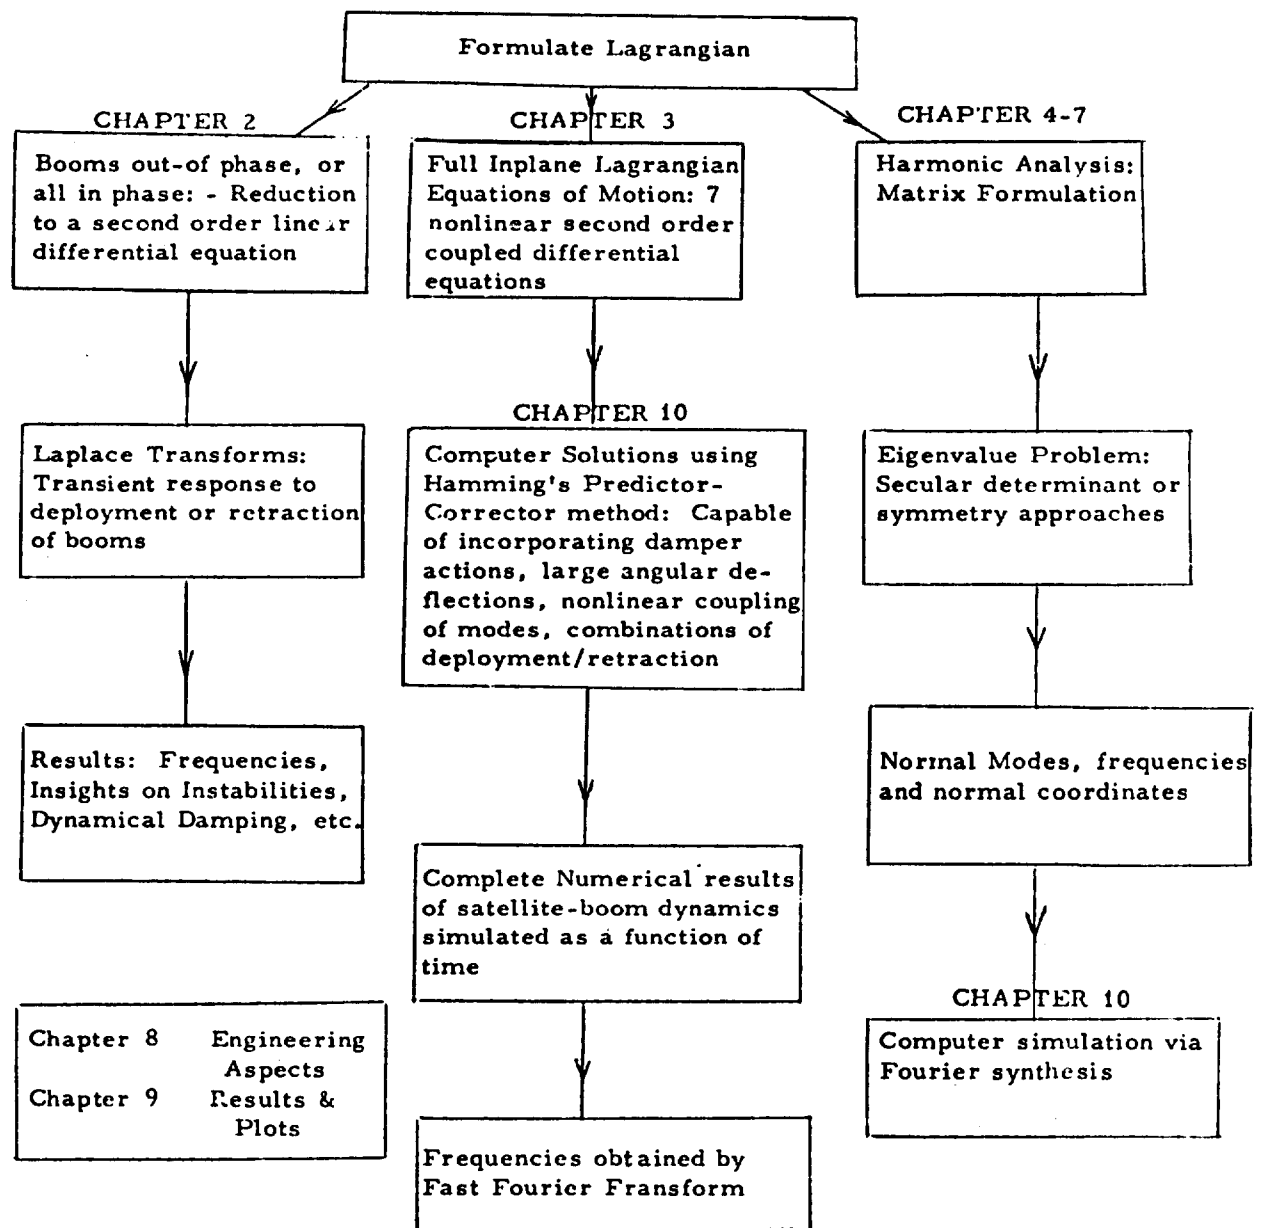 Formulate Lagrangian
CHAPTER 2
Booms out-of phase, or
all in phase: - Reduction
to a second order linear
differential equation
Laplace Transforms:
Transient response to
deployment or retraction
of booms
Results: Frequencies,
Insights on Instabilities,
Dynamical Damping, etc.
Chapter 8 Engineering
Aspects
Chapter 9 Results &
Plots
CHAPTER 3
Full Inplane Lagrangian
Equations of Motion: 7
nonlinear second order
coupled differential
equations
CHAPTER 10
Computer Solutions using
Hamming's Predictor-
Corrector method: Capable
of incorporating damper
actions, large angular de-
flections, nonlinear coupling
of modes, combinations of
deployment/retraction
Complete Numerical results
of satellite-boom dynamics
simulated as a function of
time
Frequencies obtained by
Fast Fourier Fransform
CHAPTER 4-7
Harmonic Analysis:
Matrix Formulation
Eigenvalue Problem:
Secular determinant or
symmetry approaches
Normal Modes, frequencies
and normal coordinates
CHAPTER 10
Computer simulation via
Fourier synthesis